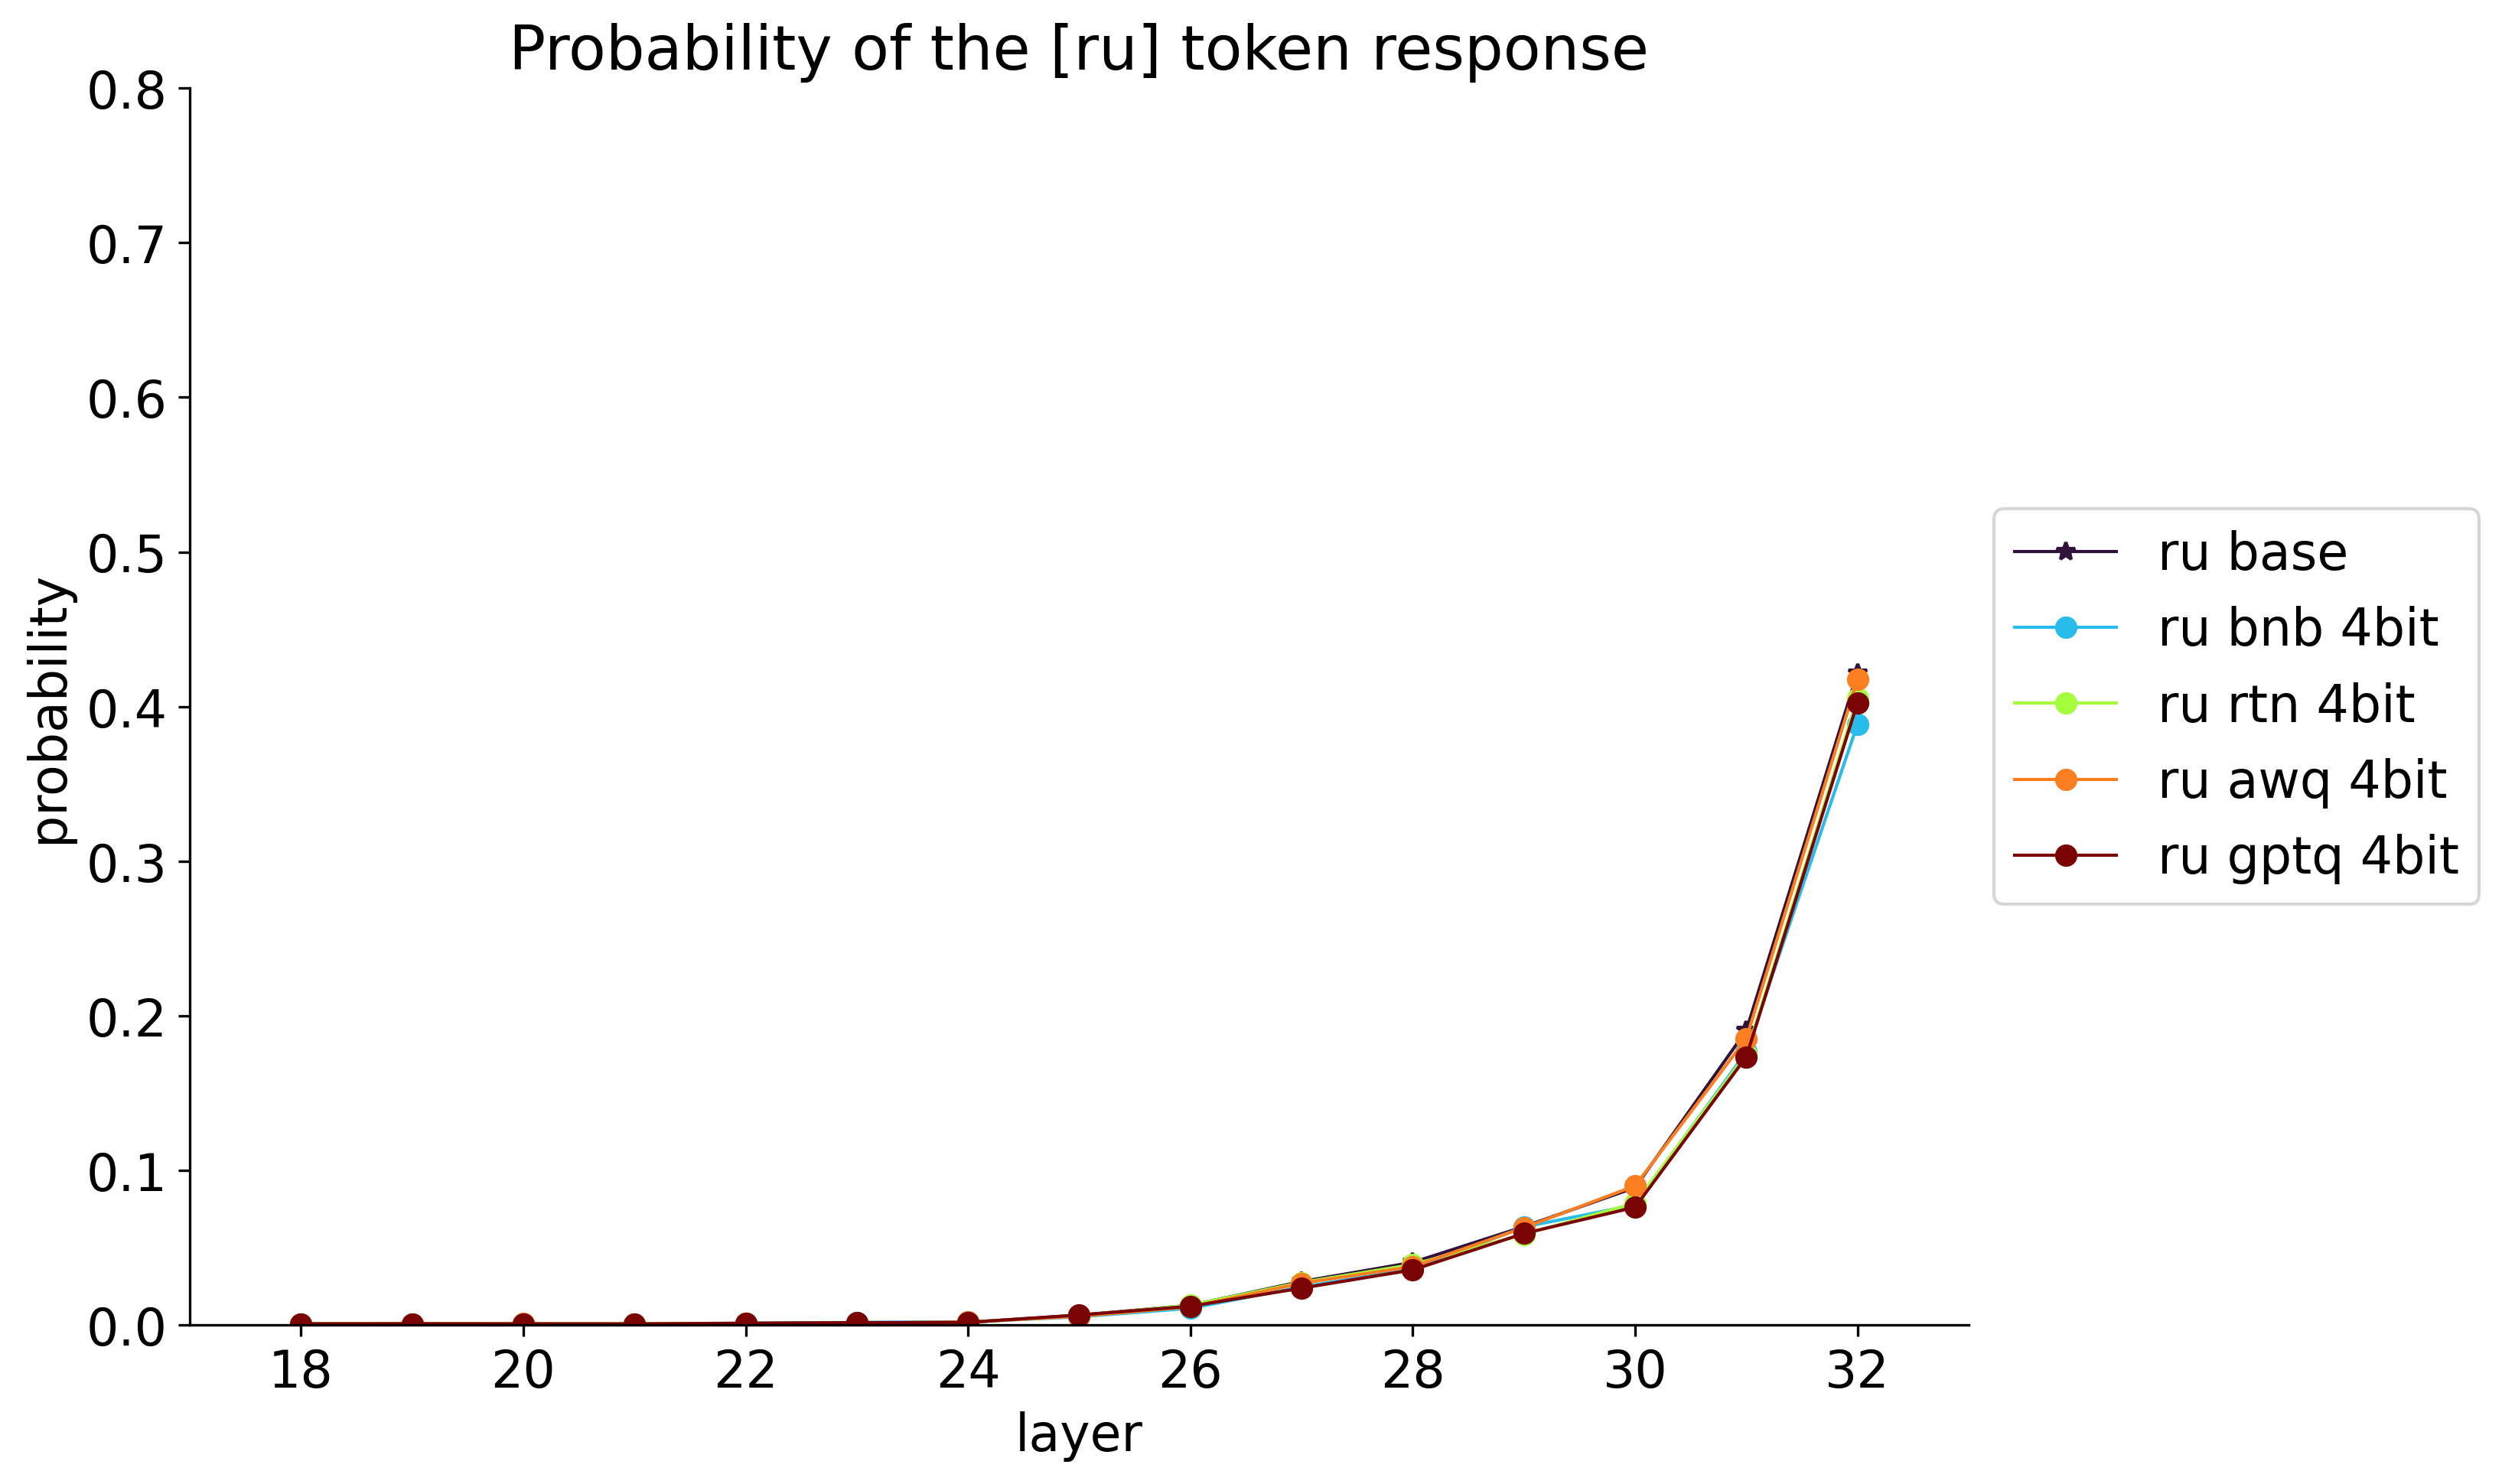 Probability of the [ru] token response
0.8
0.7
0.6
0.5
0.4
0.3
0.2
0.1
0.0
probability
18 20 22 24 26 28 30 32
layer
ru base
ru bnb 4bit
ru rtn 4bit
ru awq 4bit
ru gptq 4bit